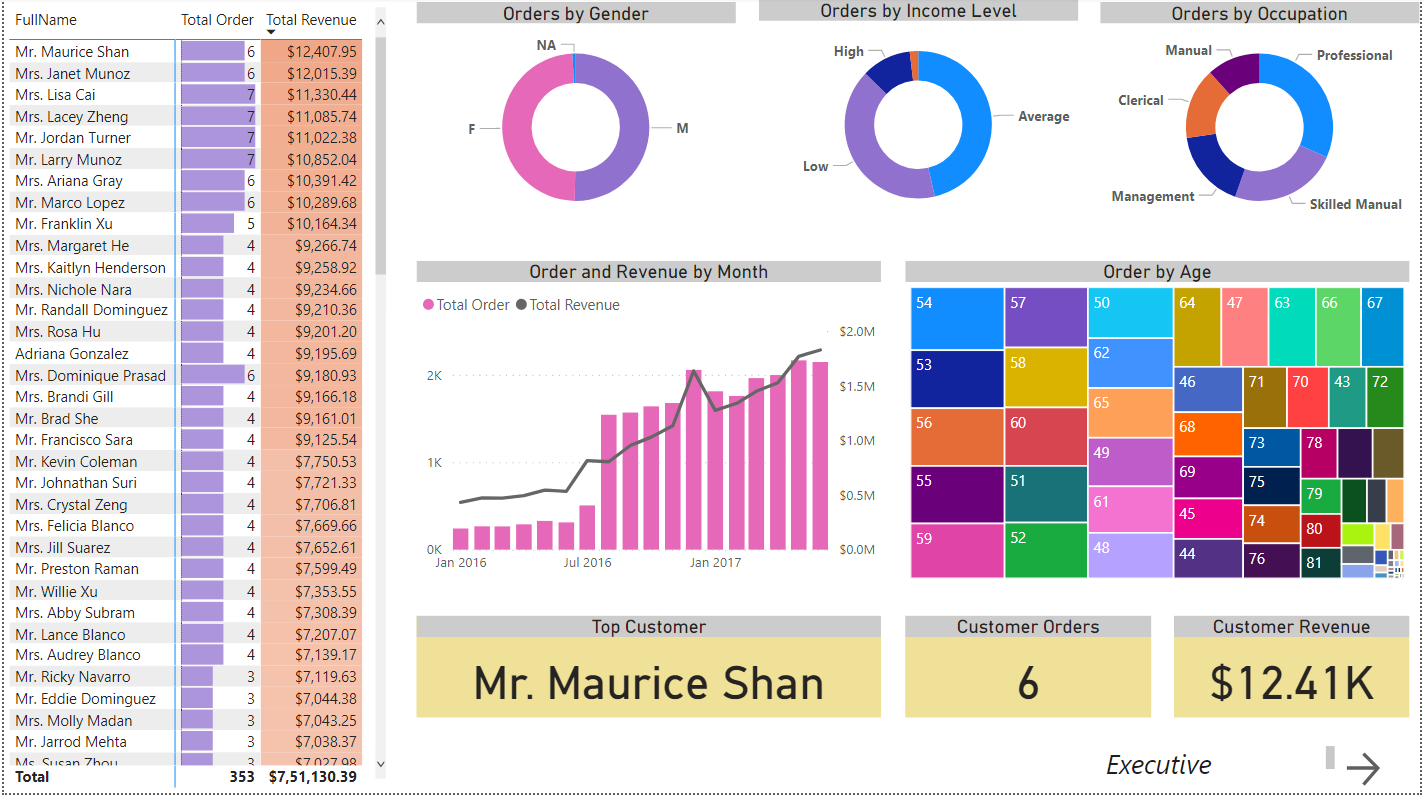 FullName Total Order Total Revenue
Mr. Maurice Shan 6 $12,407.95
Mrs. Janet Munoz 6 $12,015.39
Mrs. Lisa Cai 7 $11,330.44
Mrs. Lacey Zheng 7 $11,085.74
Mr. Jordan Turner 7 $11,022.38
Mr. Larry Munoz 7 $10,852.04
Mrs. Ariana Gray 6 $10,391.42
Mr. Marco Lopez 6 $10,289.68
Mr. Franklin Xu 5 $10,164.34
Mrs. Margaret He 4 $9,266.74
Mrs. Kaitlyn Henderson 4 $9,258.92
Mrs. Nichole Nara 4 $9,234.66
Mr. Randall Dominguez 4 $9,210.36
Mrs. Rosa Hu 4 $9,201.20
Adriana Gonzalez 4 $9,195.69
Mrs. Dominique Prasad 6 $9,180.93
Mrs. Brandi Gill 4 $9,166.18
Mr. Brad She 4 $9,161.01
Mr. Francisco Sara 4 $9,125.54
Mr. Kevin Coleman 4 $7,750.53
Mr. Johnathan Suri 4 $7,721.33
Mrs. Crystal Zeng 4 $7,706.81
Mrs. Felicia Blanco 4 $7,669.66
Mrs. Jill Suarez 4 $7,652.61
Mr. Preston Raman 4 $7,599.49
Mr. Willie Xu 4 $7,353.55
Mrs. Abby Subram 4 $7,308.39
Mr. Lance Blanco 4 $7,207.07
Mrs. Audrey Blanco 4 $7,139.17
Mr. Ricky Navarro 3 $7,119.63
Mr. Eddie Dominguez 3 $7,044.38
Mrs. Molly Madan 3 $7,043.25
Mr. Jarrod Mehta 3 $7,038.37
Ms. Susan Zhou 3 $7,027.98
Total 353 $7,51,130.39
Orders by Gender
NA
F
M
Orders by Income Level
High
Average
Low
Orders by Occupation
Manual
Professional
Clerical
Management
Skilled Manual
Order and Revenue by Month
Total Order Total Revenue
$2.0M
2K
$1.5M
$1.0M
1K
$0.5M
0K
$0.0M
Jan 2016 Jul 2016 Jan 2017
Order by Age
54 57 50 64 47 63 66 67
53 58 62 46 71 70 43 72
56 60 65 68 73 78
55 51 49 69 75 79
59 52 61 45 74 80
48 44 76 81
Top Customer
Mr. Maurice Shan
Customer Orders
6
Customer Revenue
$12.41K
Executive